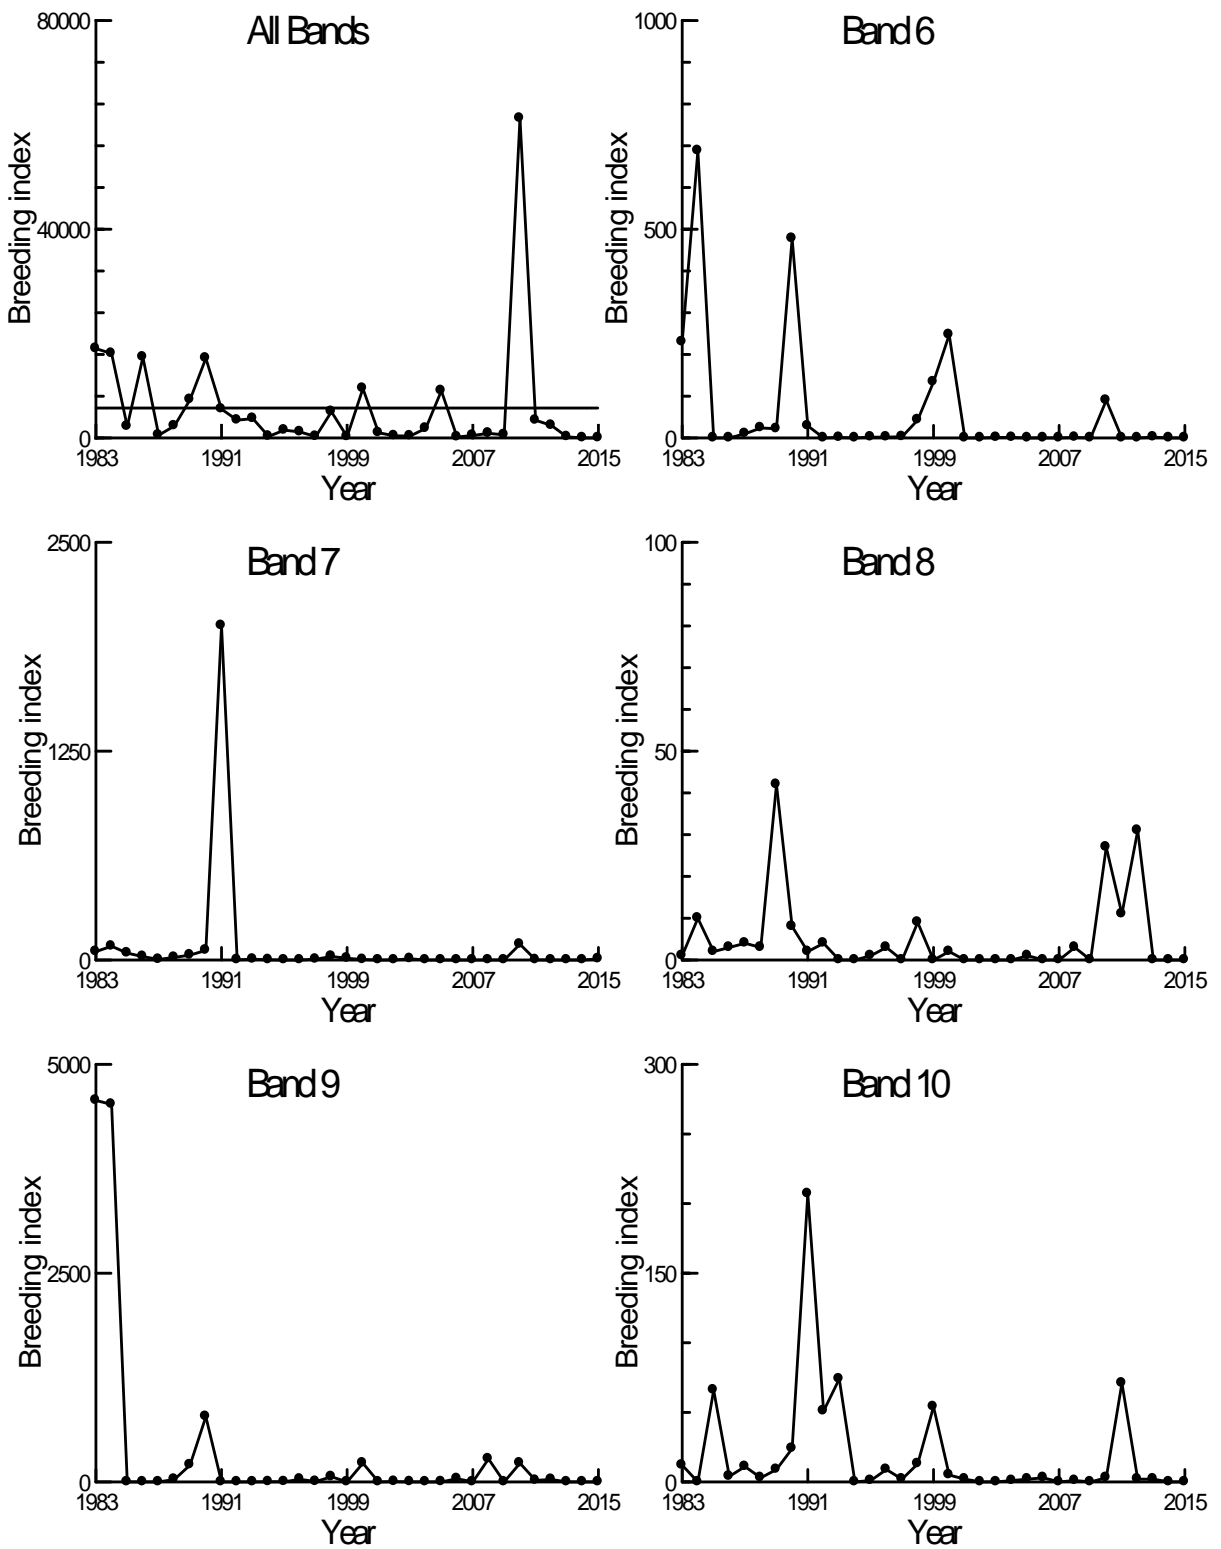 All Bands
80000
40000
0
Breeding index
1983 1991 1999 2007 2015
Year
Band 6
1000
500
0
Breeding index
1983 1991 1999 2007 2015
Year
Band 7
2500
1250
0
Breeding index
1983 1991 1999 2007 2015
Year
Band 8
100
50
0
Breeding index
1983 1991 1999 2007 2015
Year
Band 9
5000
2500
0
Breeding index
1983 1991 1999 2007 2015
Year
Band 10
300
150
0
Breeding index
1983 1991 1999 2007 2015
Year